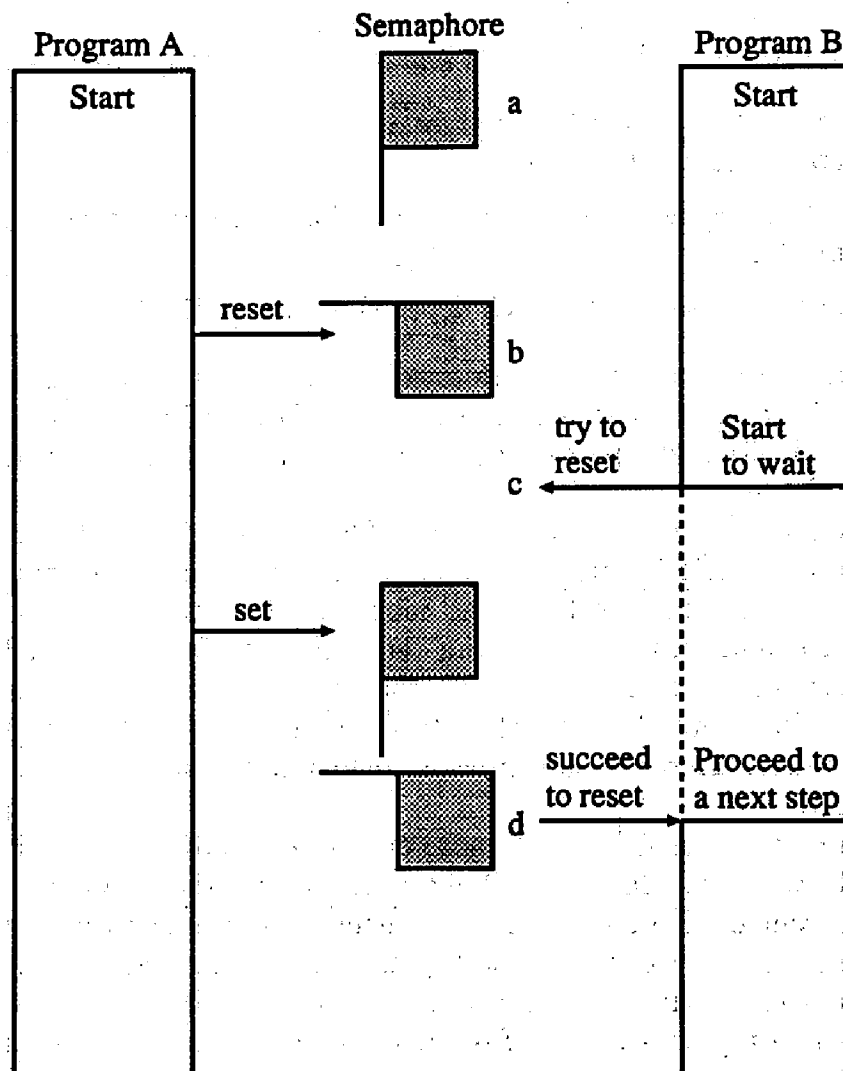 Semaphore
Program A
Program B
Start
a
Start
reset
b
try to
reset
Start
to wait
c
set
succeed
to reset
Proceed to
a next step
d